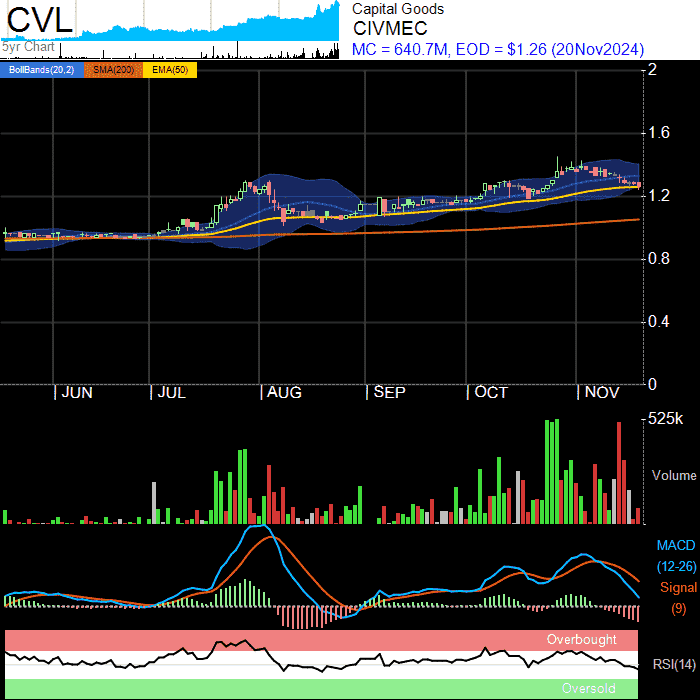 CVL
5yr Chart
Capital Goods
CIVMEC
MC = 640.7M, EOD = $1.26 (20Nov2024)
BollBands(20,2) SMA(200) EMA(50)
2
1.6
1.2
0.8
0.4
0
| JUN | JUL | AUG | SEP | OCT | NOV
525k
Volume
MACD
(12-26)
Signal
(9)
Overbought
RSI(14)
Oversold